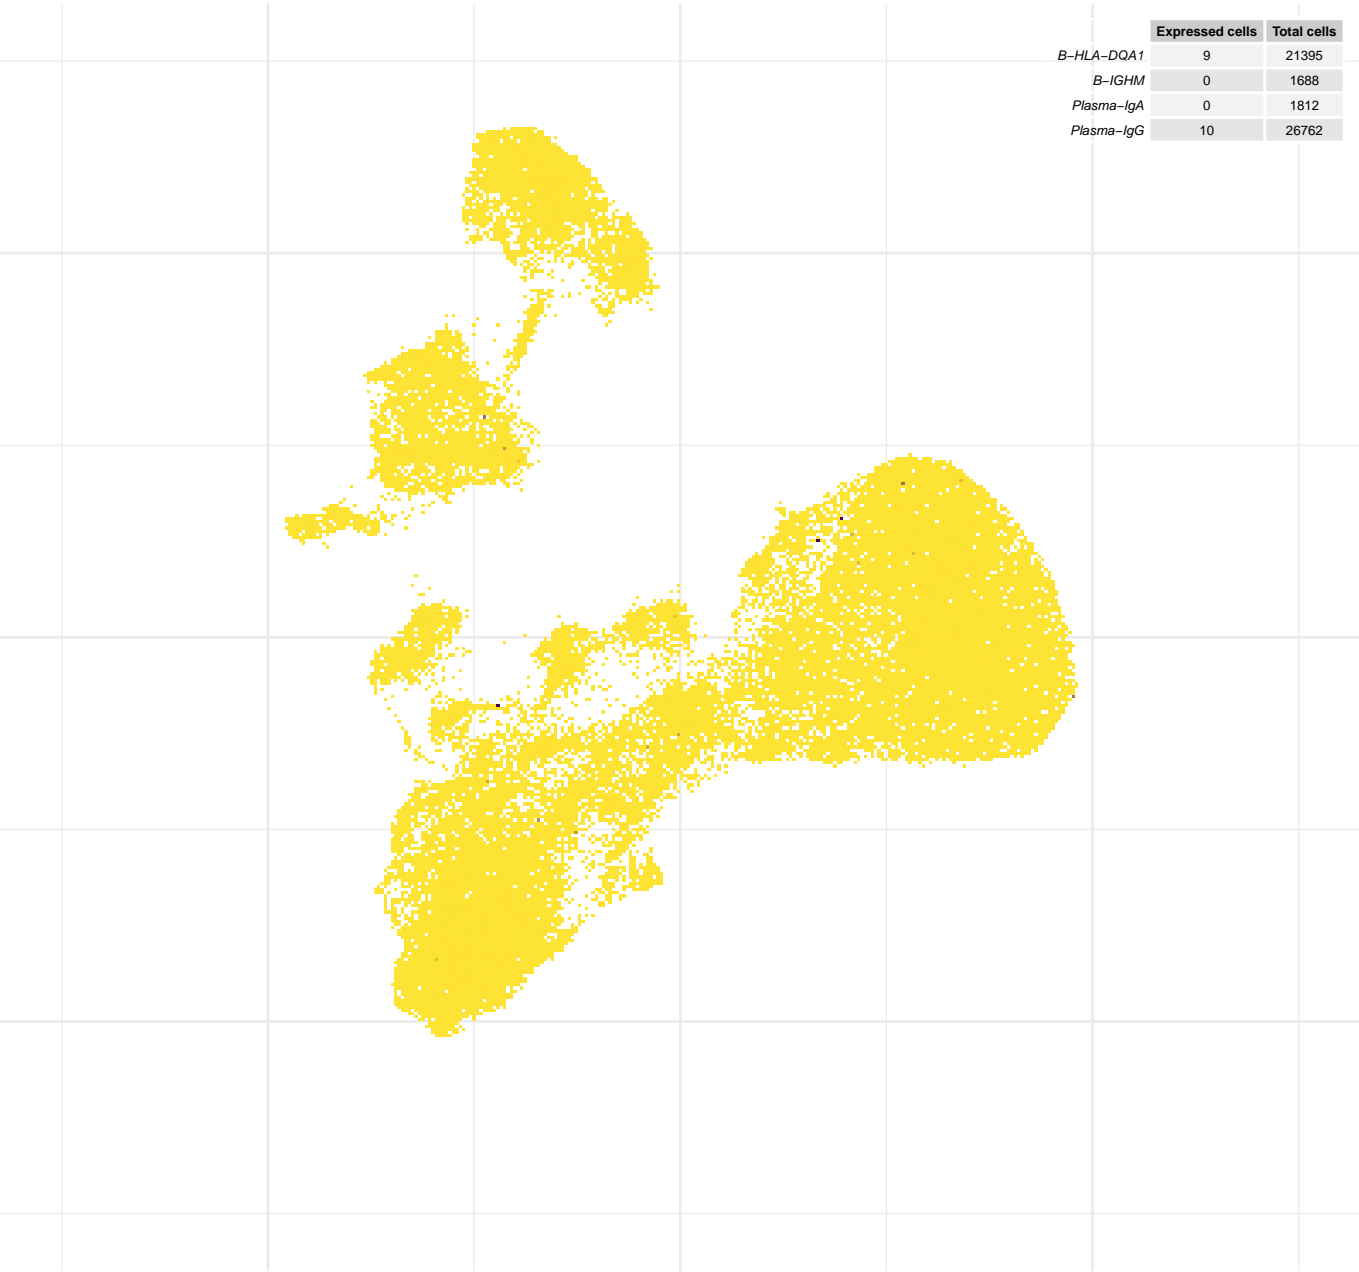 Expressed cells Total cells
B−HLA−DQA1 9 21395
B−IGHM 0 1688
Plasma−IgA 0 1812
Plasma−IgG 10 26762